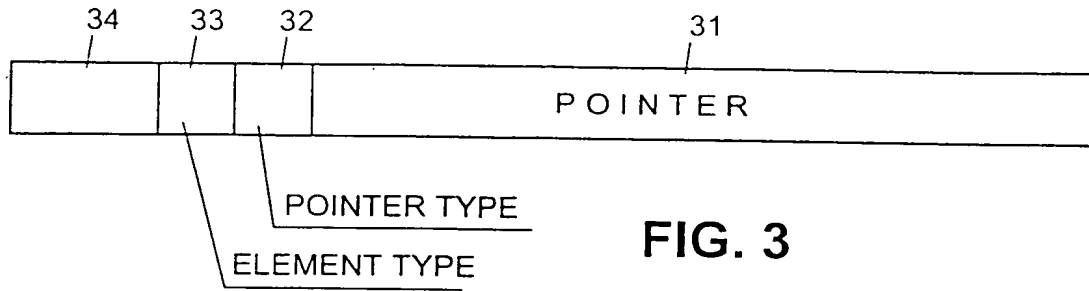 34 33 32 31
POINTER
POINTER TYPE
ELEMENT TYPE
FIG. 3